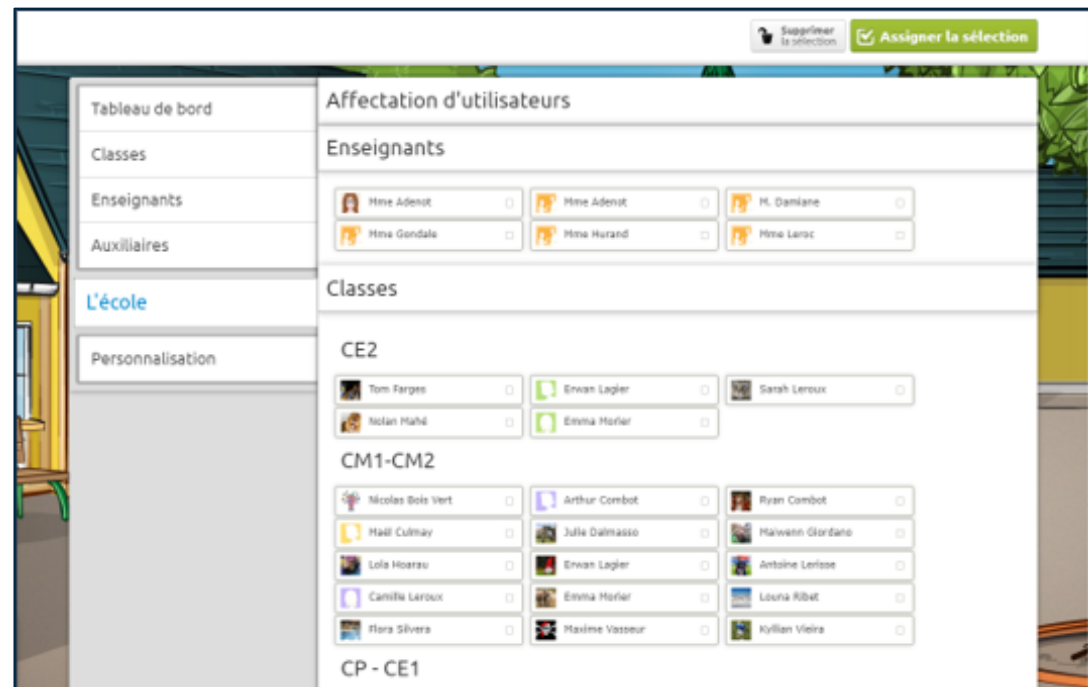 Supprimer
la sélection
Assigner la sélection
Tableau de bord
Classes
Enseignants
Auxiliaires
L'école
Personnalisation
Affectation d'utilisateurs
Enseignants
Mme Adenot
Mme Adenot
M. Damiane
Mme Gondale
Mme Hurand
Mme Leroc
Classes
CE2
Tom Farges
Erwan Lagier
Sarah Leroux
Nolan Mahé
Emma Morier
CM1-CM2
Nicolas Bois Vert
Arthur Combot
Ryan Combot
Maël Culmay
Julie Dalmasso
Maïwenn Giordano
Lola Hoarau
Erwan Lagier
Antoine Lerisse
Camille Leroux
Emma Morier
Louna Ribet
Flora Silvera
Maxime Vasseur
Kyllian Vieira
CP - CE1